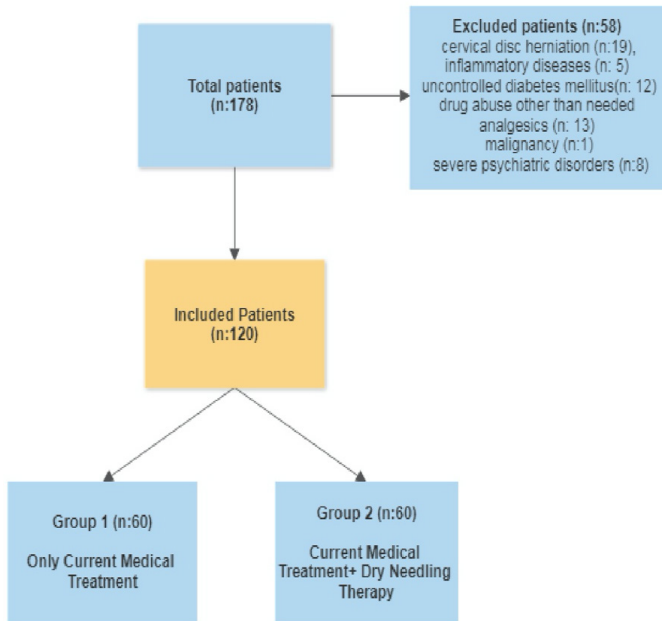 Total patients
(n:178)
Excluded patients (n:58)
cervical disc herniation (n:19),
inflammatory diseases (n: 5)
uncontrolled diabetes mellitus(n: 12)
drug abuse other than needed
analgesics (n: 13)
malignancy (n:1)
severe psychiatric disorders (n:8)
Included Patients
(n:120)
Group 1 (n:60)
Only Current Medical
Treatment
Group 2 (n:60)
Current Medical
Treatment+ Dry Needling
Therapy